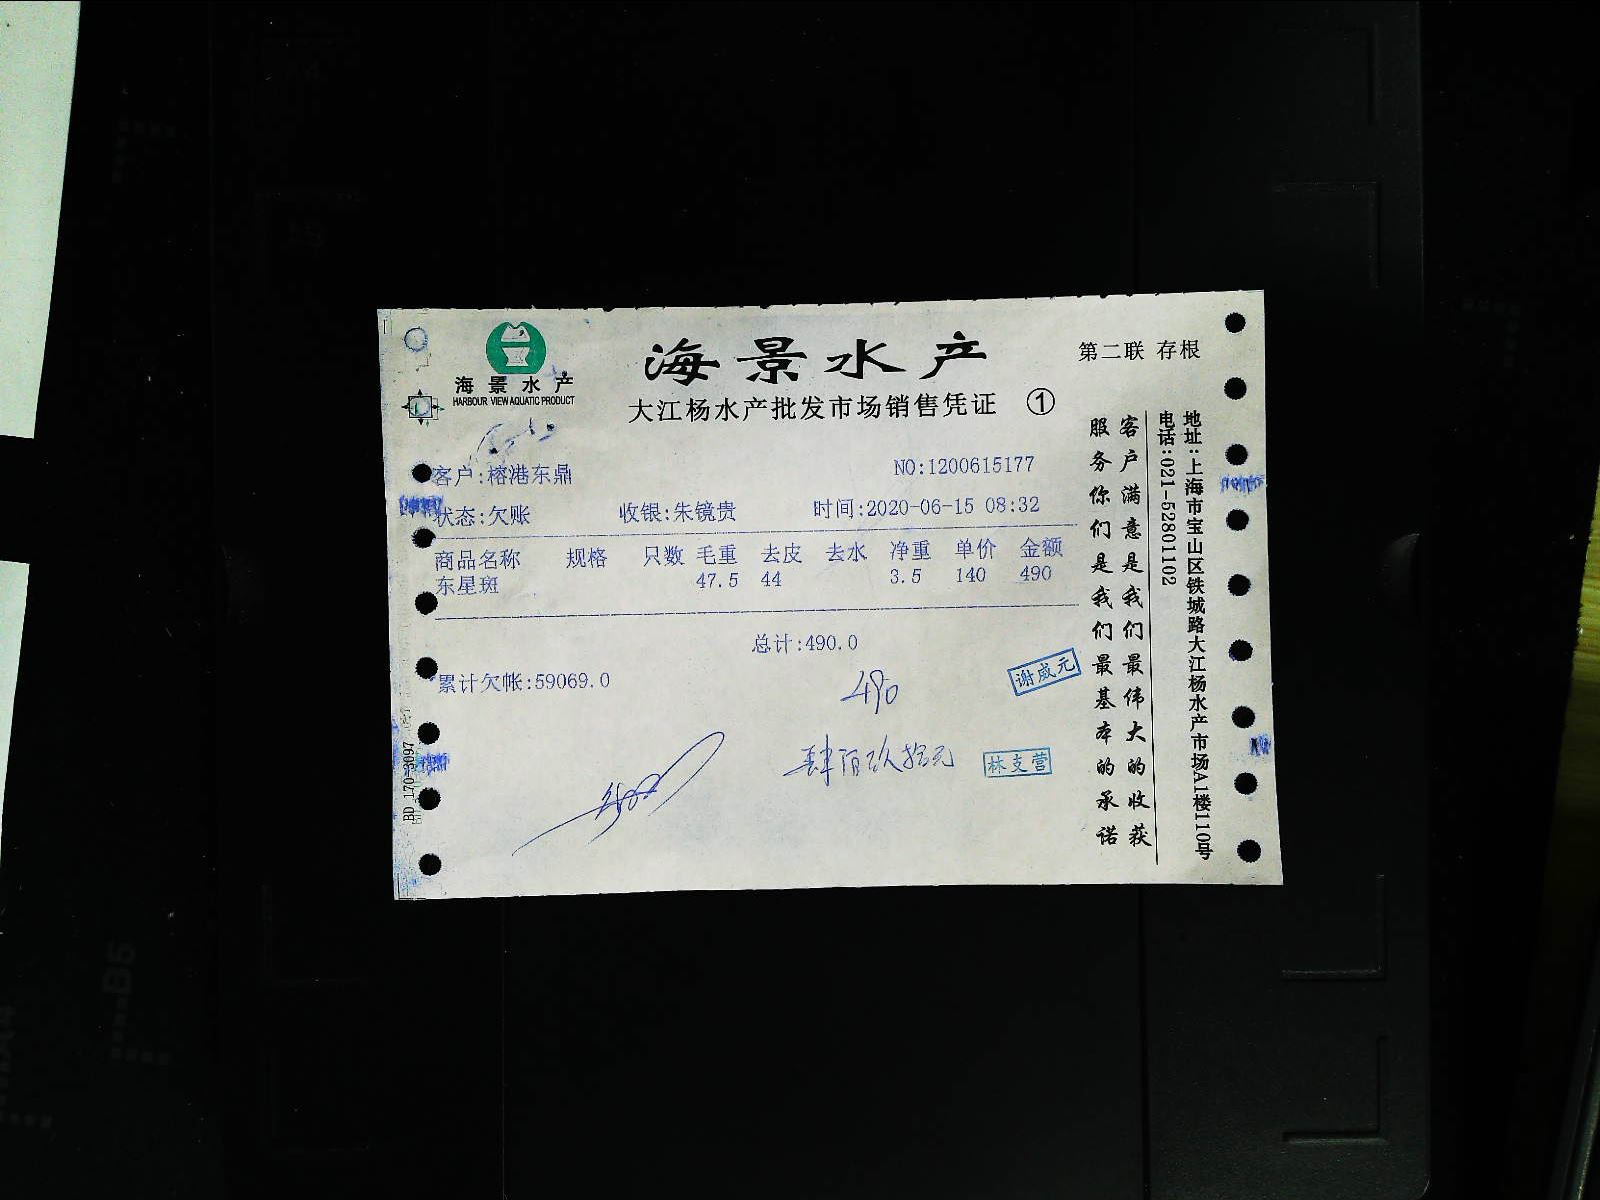 海景水产
HARBOUR VIEW AQUATIC PRODUCT
海景水产
大江杨水产批发市场销售凭证 ①
第二联 存根
客户:榕港东鼎
NO:1200615177
状态:欠账 收银:朱镜贵 时间:2020-06-15 08:32
商品名称 规格 只数 毛重 去皮 去水 净重 单价 金额
东星斑 47.5 44 3.5 140 490
总计:490.0
累计欠帐:59069.0
490
肆佰玖拾元
谢威元
林支营
客户满意是我们最伟大的收获
服务你们是我们最基本的承诺
地址:上海市宝山区铁城路大江杨水产市场A1楼110号
电话:021-52801102
BD 170-3097
B5